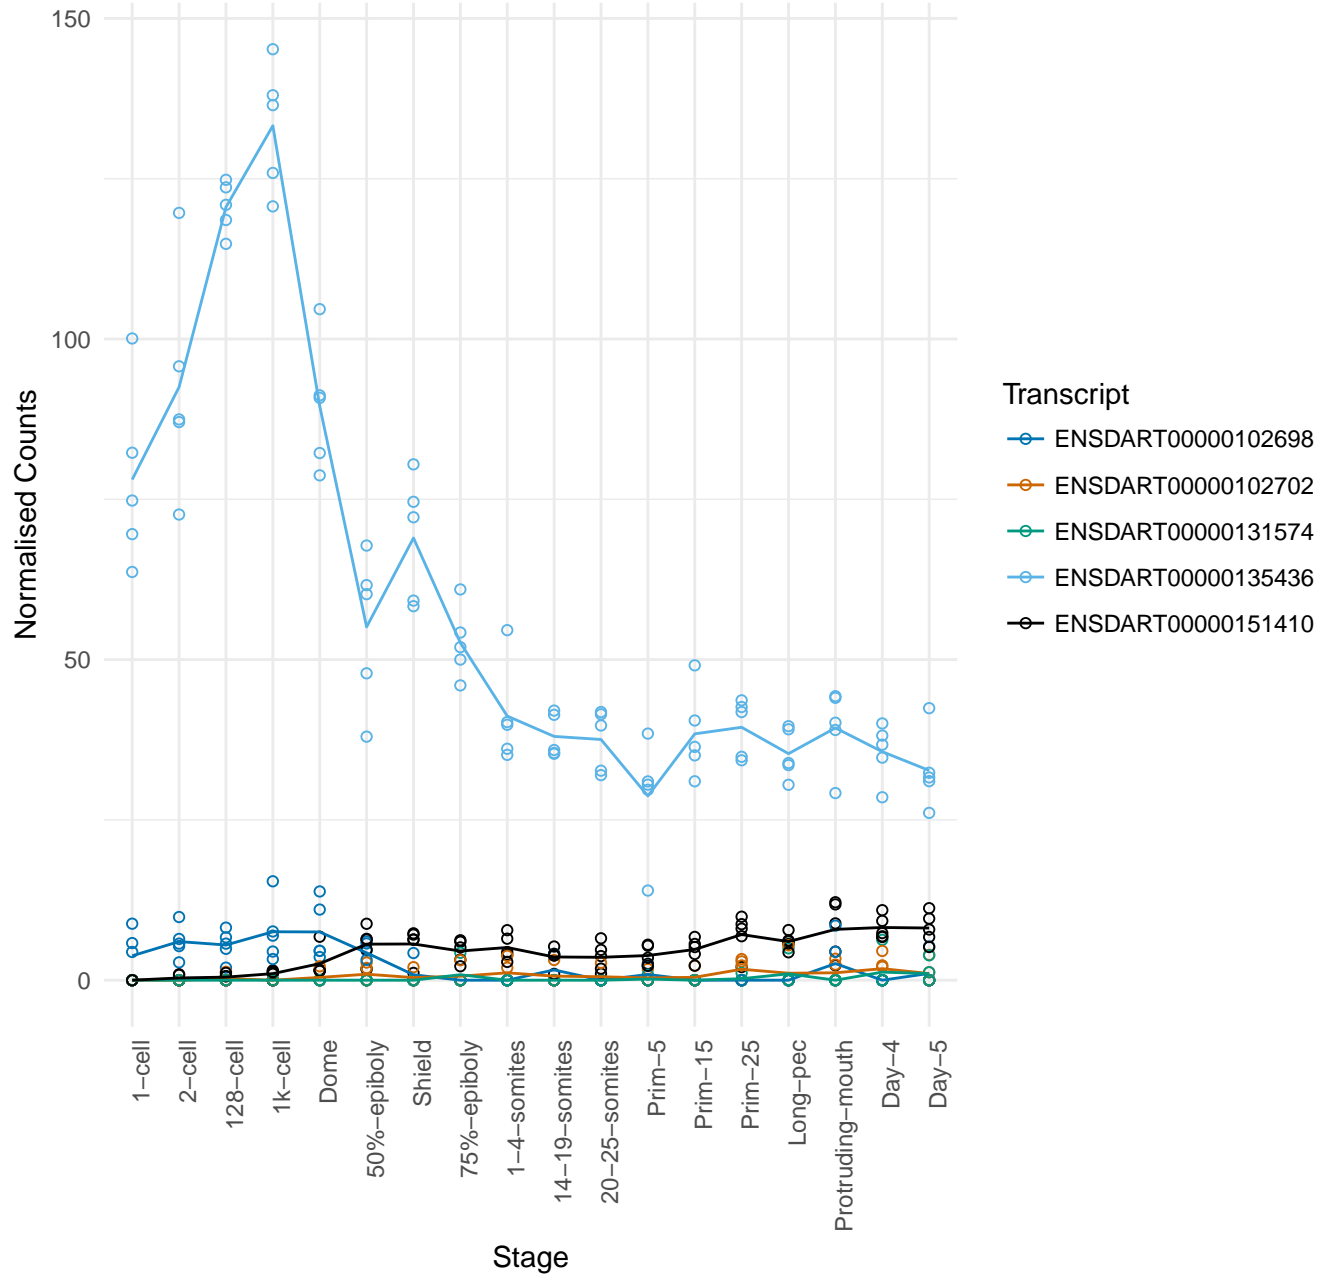 150
100
50
0
Normalised Counts
1−cell
2−cell
128−cell
1k−cell
Dome
50%−epiboly
Shield
75%−epiboly
1−4−somites
14−19−somites
20−25−somites
Prim−5
Prim−15
Prim−25
Long−pec
Protruding−mouth
Day−4
Day−5
Stage
Transcript
ENSDART00000102698
ENSDART00000102702
ENSDART00000131574
ENSDART00000135436
ENSDART00000151410